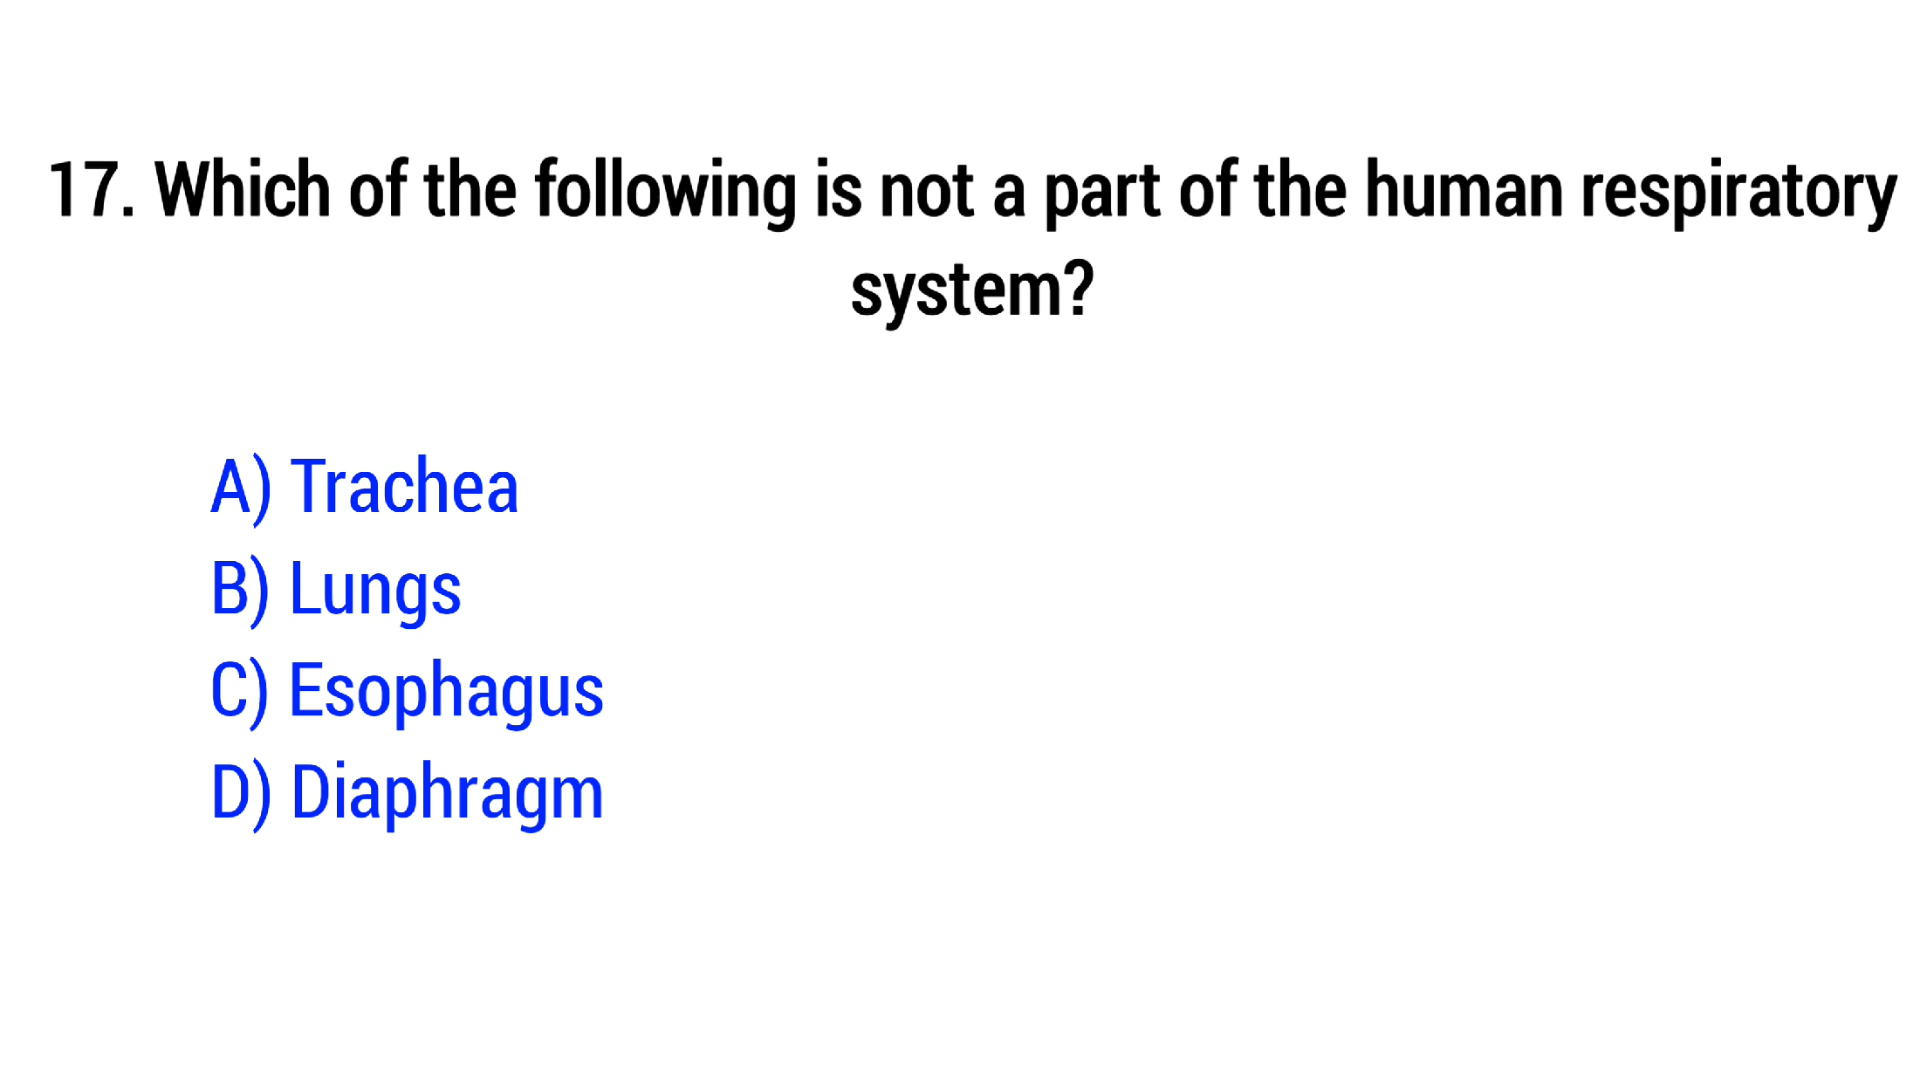 17. Which of the following is not a part of the human respiratory
system?
A) Trachea
B) Lungs
C) Esophagus
D) Diaphragm